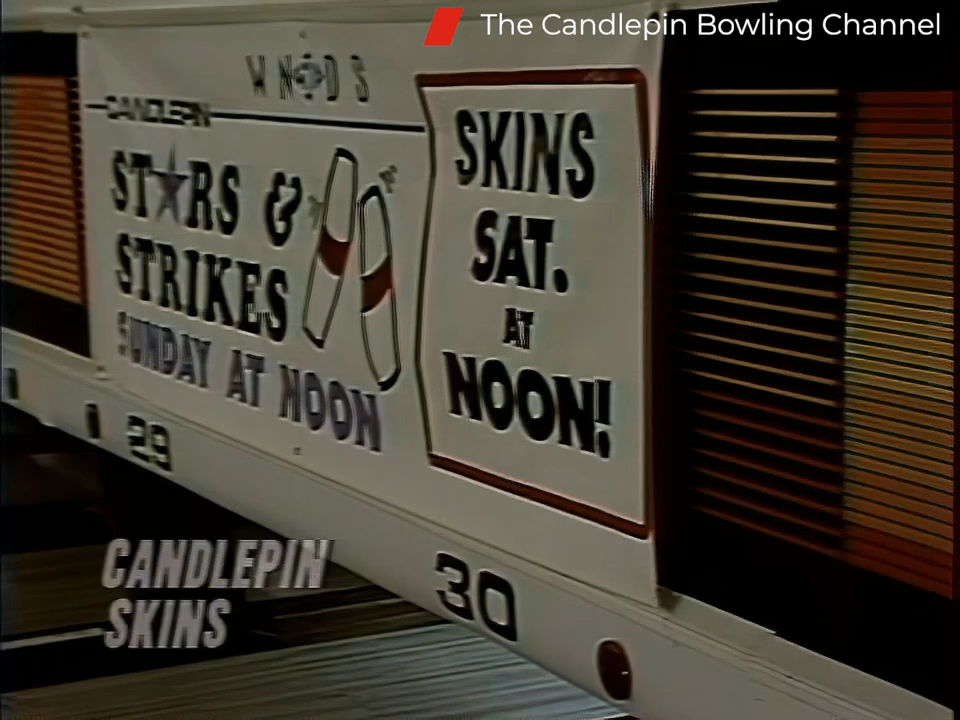 The Candlepin Bowling Channel
WNDS
CANDLEPIN
STARS &
STRIKES
SUNDAY AT NOON
SKINS
SAT.
AT
NOON!
29
30
CANDLEPIN
SKINS